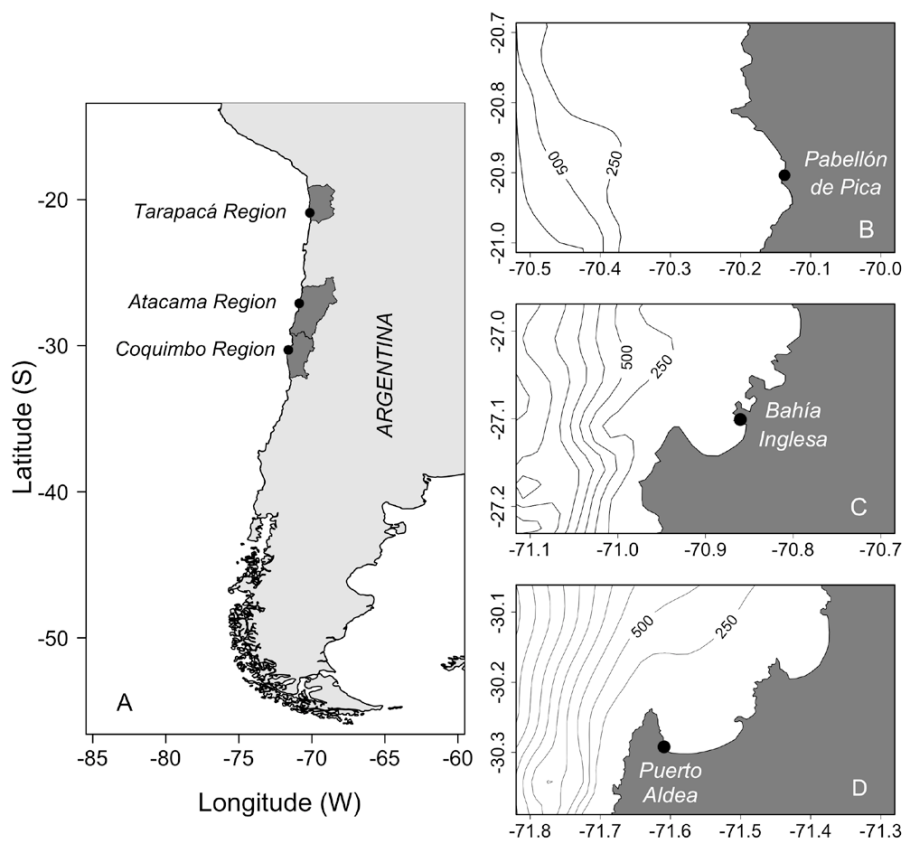 -20
-30
-40
-50
Latitude (S)
Tarapacá Region
Atacama Region
Coquimbo Region
ARGENTINA
A
-85
-80
-75
-70
-65
-60
Longitude (W)
-20.7
-20.8
-20.9
-21.0
500
250
Pabellón
de Pica
B
-70.5
-70.4
-70.3
-70.2
-70.1
-70.0
-27.0
-27.1
-27.2
500
250
Bahía
Inglesa
C
-71.1
-71.0
-70.9
-70.8
-70.7
-30.1
-30.2
-30.3
500
250
Puerto
Aldea
D
-71.8
-71.7
-71.6
-71.5
-71.4
-71.3